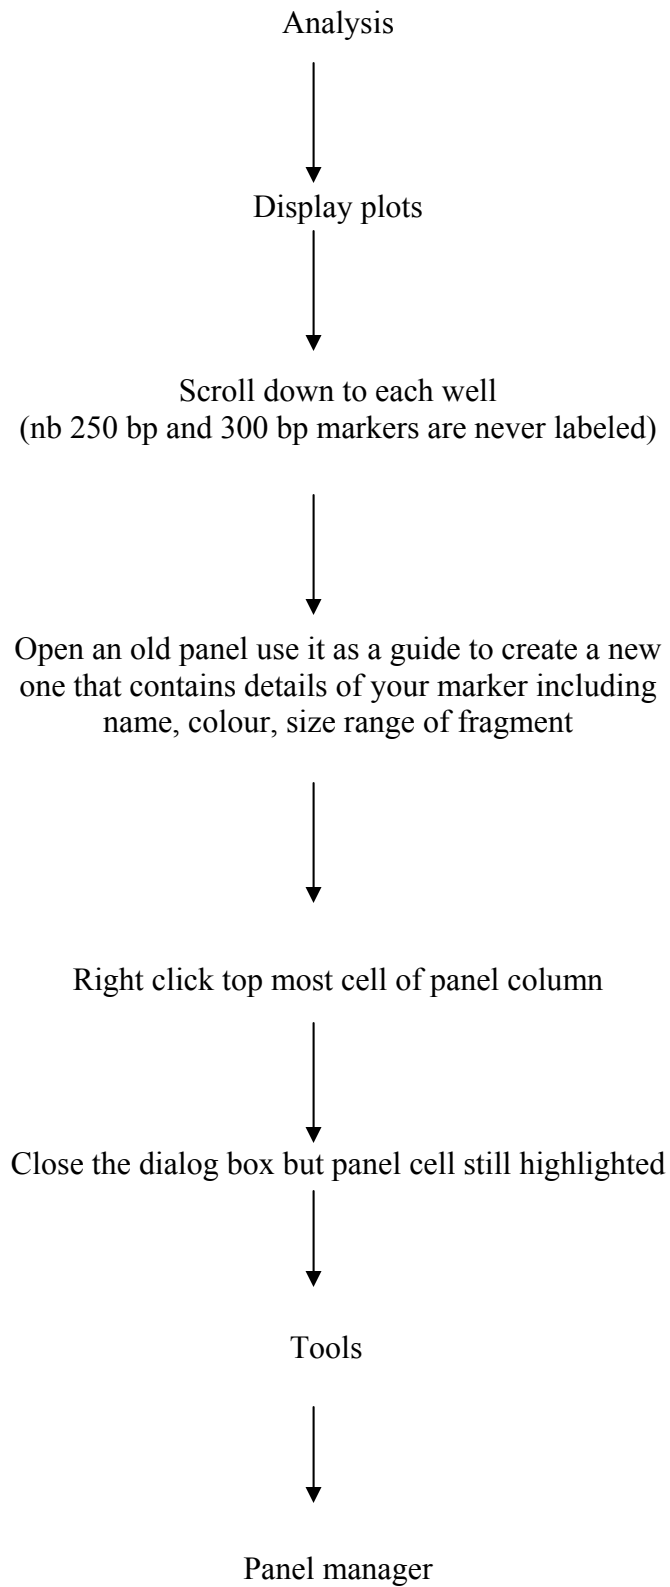 Analysis
Display plots
Scroll down to each well
(nb 250 bp and 300 bp markers are never labeled)
Open an old panel use it as a guide to create a new
one that contains details of your marker including
name, colour, size range of fragment
Right click top most cell of panel column
Close the dialog box but panel cell still highlighted
Tools
Panel manager